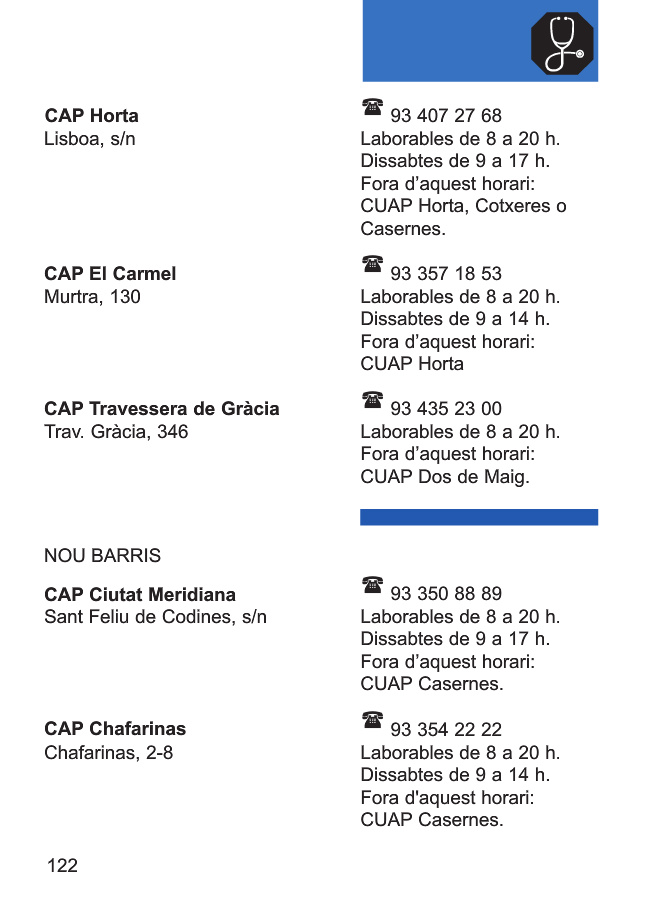 CAP Horta
Lisboa, s/n
☎ 93 407 27 68
Laborables de 8 a 20 h.
Dissabtes de 9 a 17 h.
Fora d’aquest horari:
CUAP Horta, Cotxeres o
Casernes.
CAP El Carmel
Murtra, 130
☎ 93 357 18 53
Laborables de 8 a 20 h.
Dissabtes de 9 a 14 h.
Fora d’aquest horari:
CUAP Horta
CAP Travessera de Gràcia
Trav. Gràcia, 346
☎ 93 435 23 00
Laborables de 8 a 20 h.
Fora d’aquest horari:
CUAP Dos de Maig.
NOU BARRIS
CAP Ciutat Meridiana
Sant Feliu de Codines, s/n
☎ 93 350 88 89
Laborables de 8 a 20 h.
Dissabtes de 9 a 17 h.
Fora d’aquest horari:
CUAP Casernes.
CAP Chafarinas
Chafarinas, 2-8
☎ 93 354 22 22
Laborables de 8 a 20 h.
Dissabtes de 9 a 14 h.
Fora d'aquest horari:
CUAP Casernes.
122